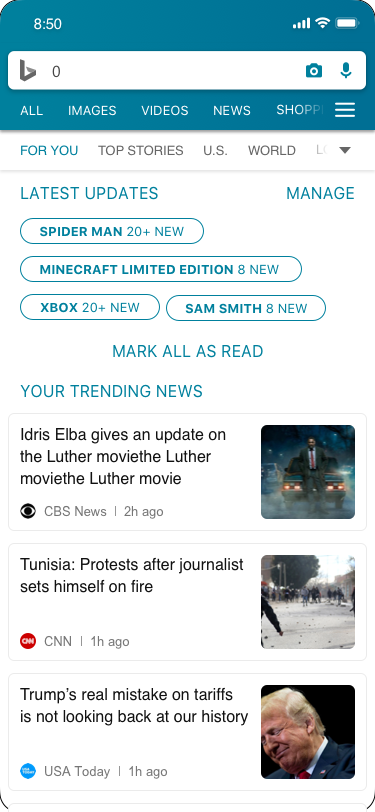 8:50
0
ALL IMAGES VIDEOS NEWS SHOPP
FOR YOU TOP STORIES U.S. WORLD L
LATEST UPDATES MANAGE
SPIDER MAN 20+ NEW
MINECRAFT LIMITED EDITION 8 NEW
XBOX 20+ NEW SAM SMITH 8 NEW
MARK ALL AS READ
YOUR TRENDING NEWS
Idris Elba gives an update on
the Luther moviethe Luther
moviethe Luther movie
CBS News | 2h ago
Tunisia: Protests after journalist
sets himself on fire
CNN
CNN | 1h ago
Trump’s real mistake on tariffs
is not looking back at our history
USA Today | 1h ago